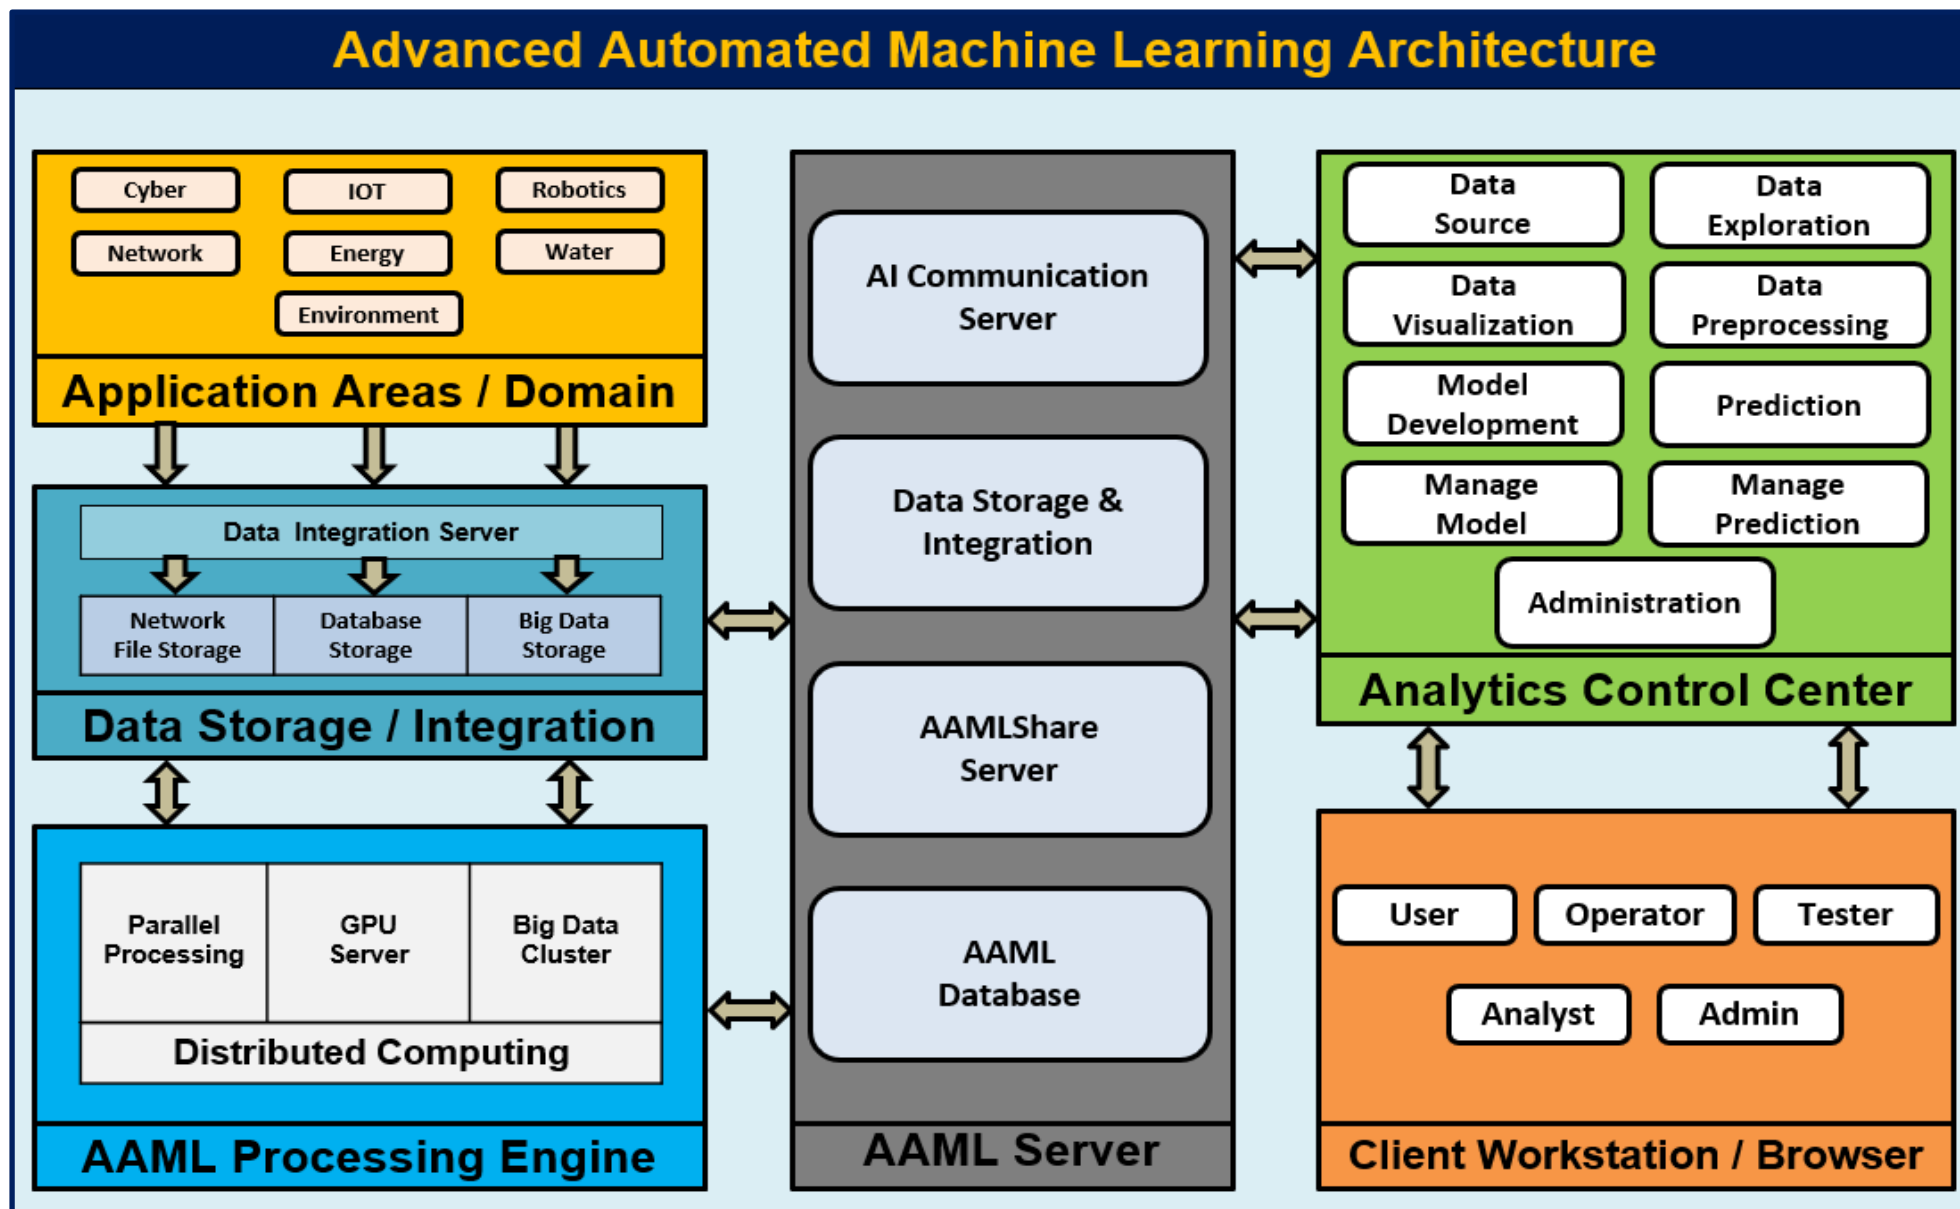 Advanced Automated Machine Learning Architecture
Cyber
IOT
Robotics
Network
Energy
Water
Environment
Application Areas / Domain
Data Integration Server
Network
File Storage
Database
Storage
Big Data
Storage
Data Storage / Integration
Parallel
Processing
GPU
Server
Big Data
Cluster
Distributed Computing
AAML Processing Engine
AI Communication
Server
Data Storage &
Integration
AAMLShare
Server
AAML
Database
AAML Server
Data
Source
Data
Exploration
Data
Visualization
Data
Preprocessing
Model
Development
Prediction
Manage
Model
Manage
Prediction
Administration
Analytics Control Center
User
Operator
Tester
Analyst
Admin
Client Workstation / Browser